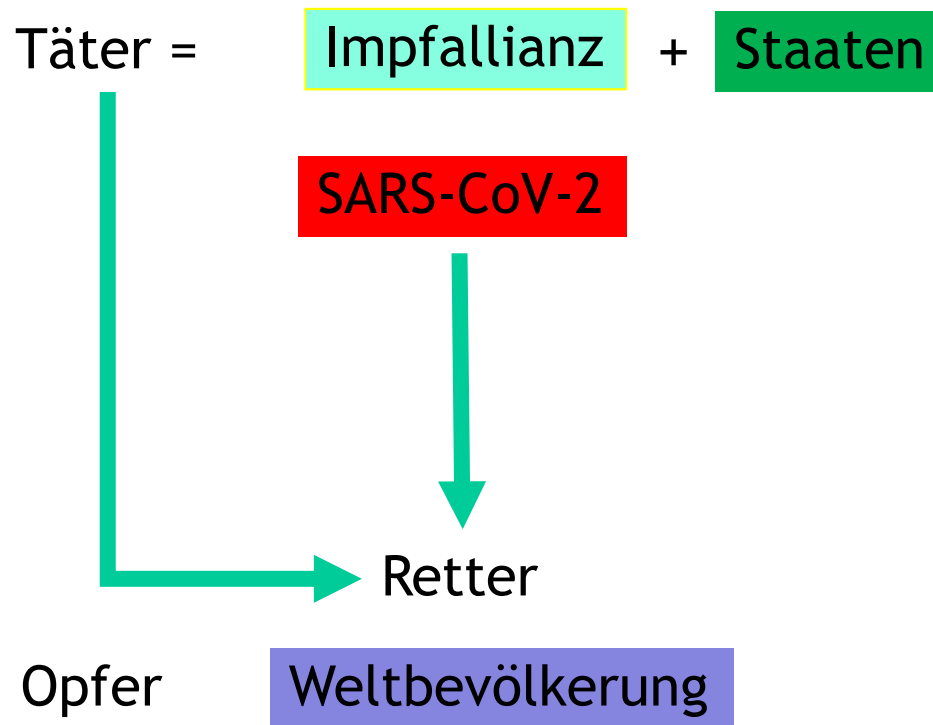 Täter = Impfallianz + Staaten
SARS-CoV-2
Retter
Opfer Weltbevölkerung